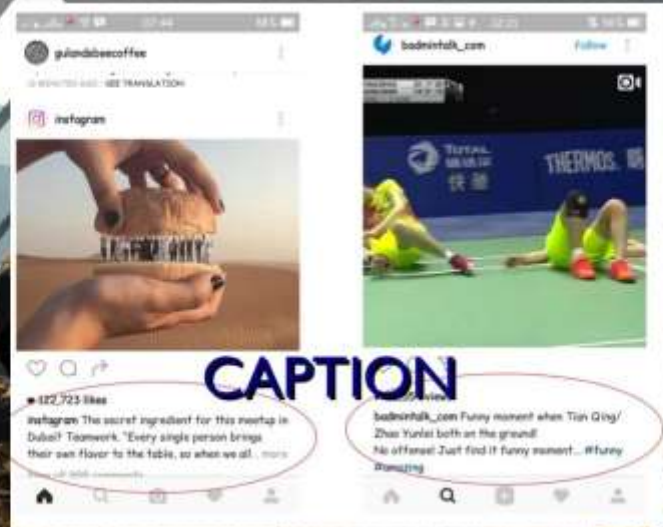 07:44
gulandabeecoffee
SEE TRANSLATION
instagram
122,723 likes
instagram The secret ingredient for this meetup in
Dubai? Teamwork. "Every single person brings
their own flavor to the table, so when we all... more
badmintalk_com
Follow
TOTAL
THERMOS.
CAPTION
badmintalk_com Funny moment when Tian Qing/
Zhao Yunlei both on the ground!
No offense! Just find it funny moment... #funny
#amazing